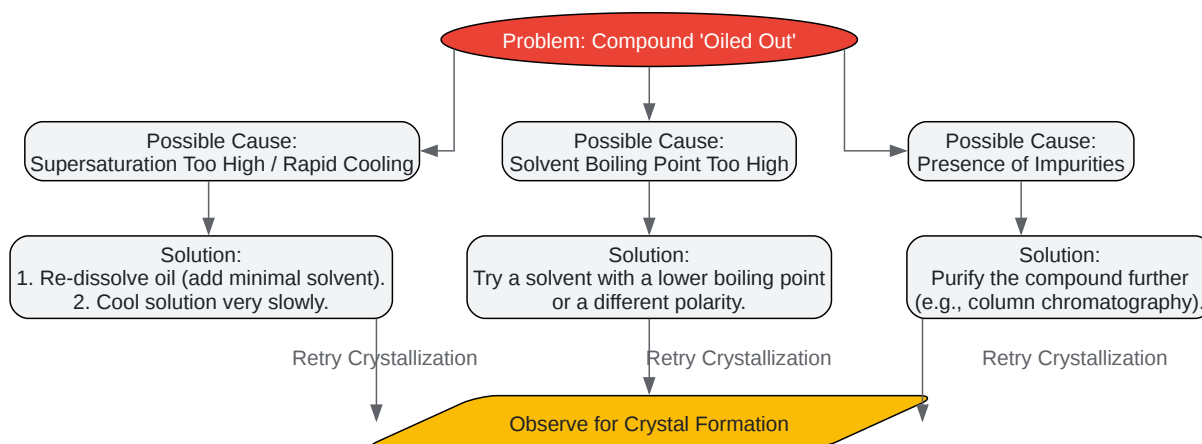 Problem: Compound 'Oiled Out'
Possible Cause:
Supersaturation Too High / Rapid Cooling
Possible Cause:
Solvent Boiling Point Too High
Possible Cause:
Presence of Impurities
Solution:
1. Re-dissolve oil (add minimal solvent).
2. Cool solution very slowly.
Solution:
Try a solvent with a lower boiling point
or a different polarity.
Solution:
Purify the compound further
(e.g., column chromatography).
Retry Crystallization
Retry Crystallization
Retry Crystallization
Observe for Crystal Formation